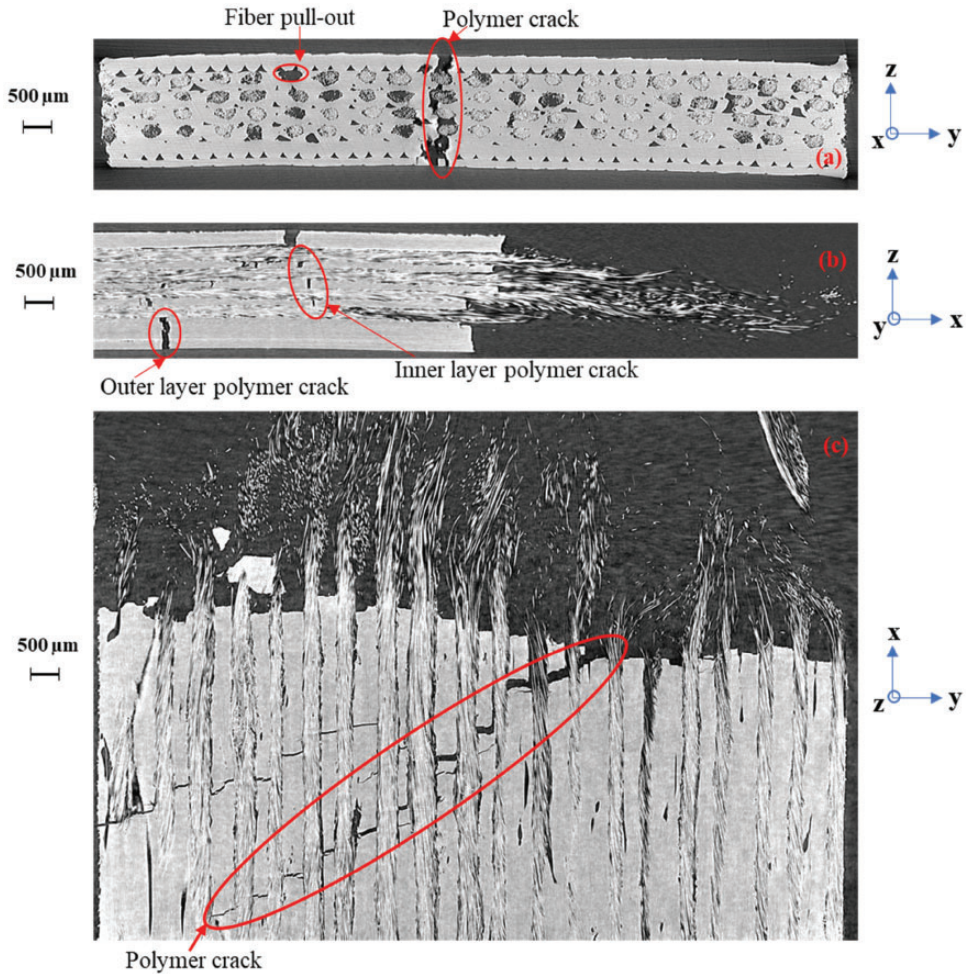 Fiber pull-out
Polymer crack
500 µm
z
x
y
(a)
500 µm
(b)
z
y
x
Outer layer polymer crack
Inner layer polymer crack
(c)
500 µm
x
z
y
Polymer crack